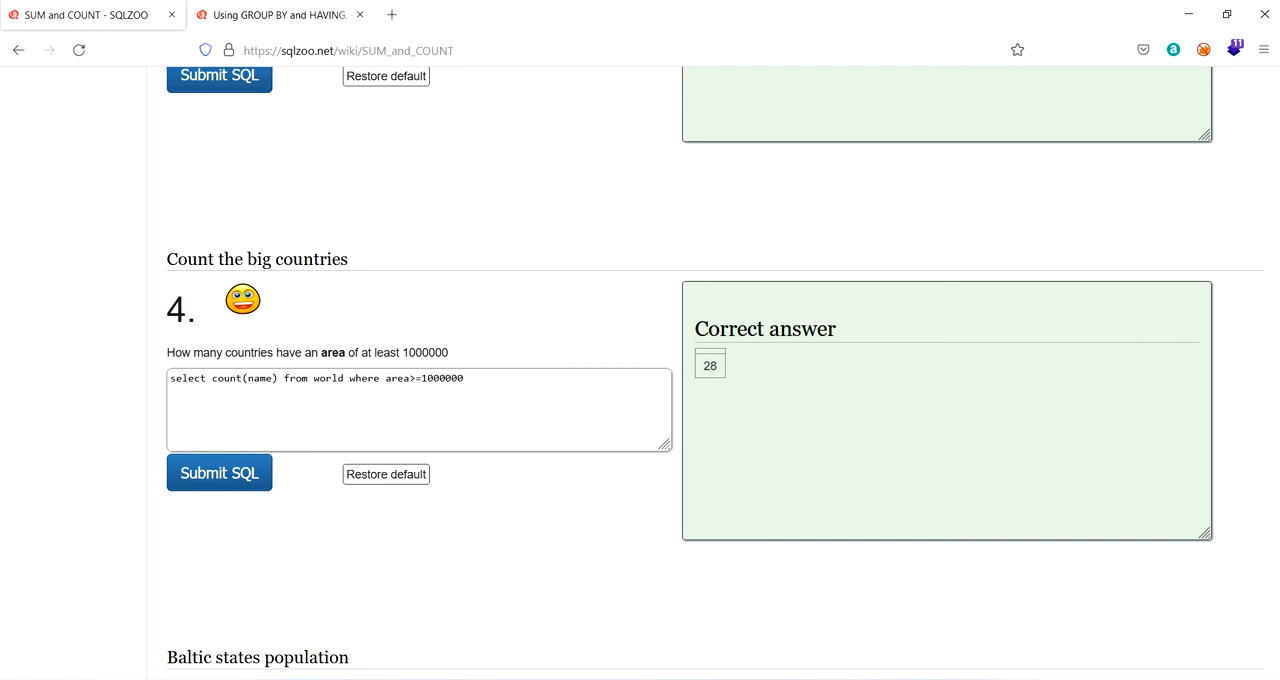 SUM and COUNT - SQLZOO
Using GROUP BY and HAVING.
https://sqlzoo.net/wiki/SUM_and_COUNT
11
Submit SQL
Restore default
Count the big countries
4.
How many countries have an area of at least 1000000
select count(name) from world where area>=1000000
Submit SQL
Restore default
Correct answer
28
Baltic states population